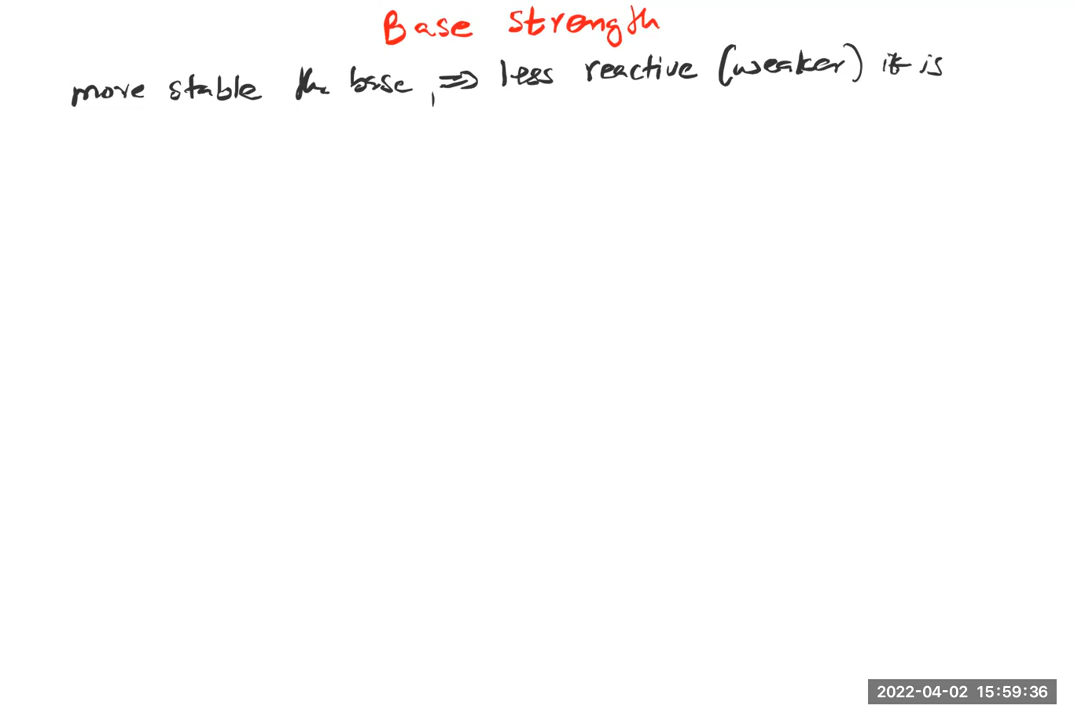 Base strength
more stable the base, ⇒ less reactive (weaker) it is
2022-04-02 15:59:36